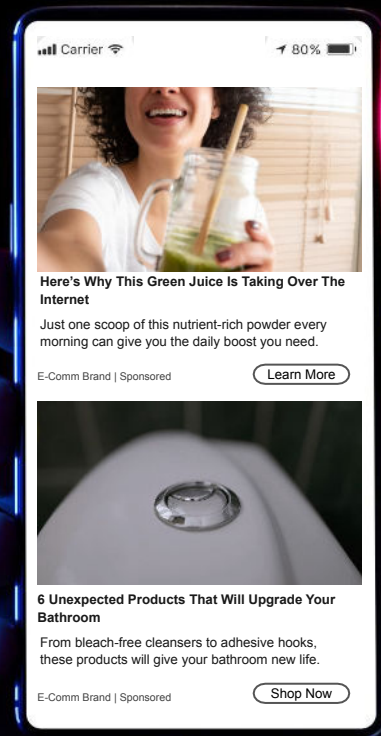 Carrier
80%
Here's Why This Green Juice Is Taking Over The
Internet
Just one scoop of this nutrient-rich powder every
morning can give you the daily boost you need.
E-Comm Brand | Sponsored
Learn More
6 Unexpected Products That Will Upgrade Your
Bathroom
From bleach-free cleansers to adhesive hooks,
these products will give your bathroom new life.
E-Comm Brand | Sponsored
Shop Now